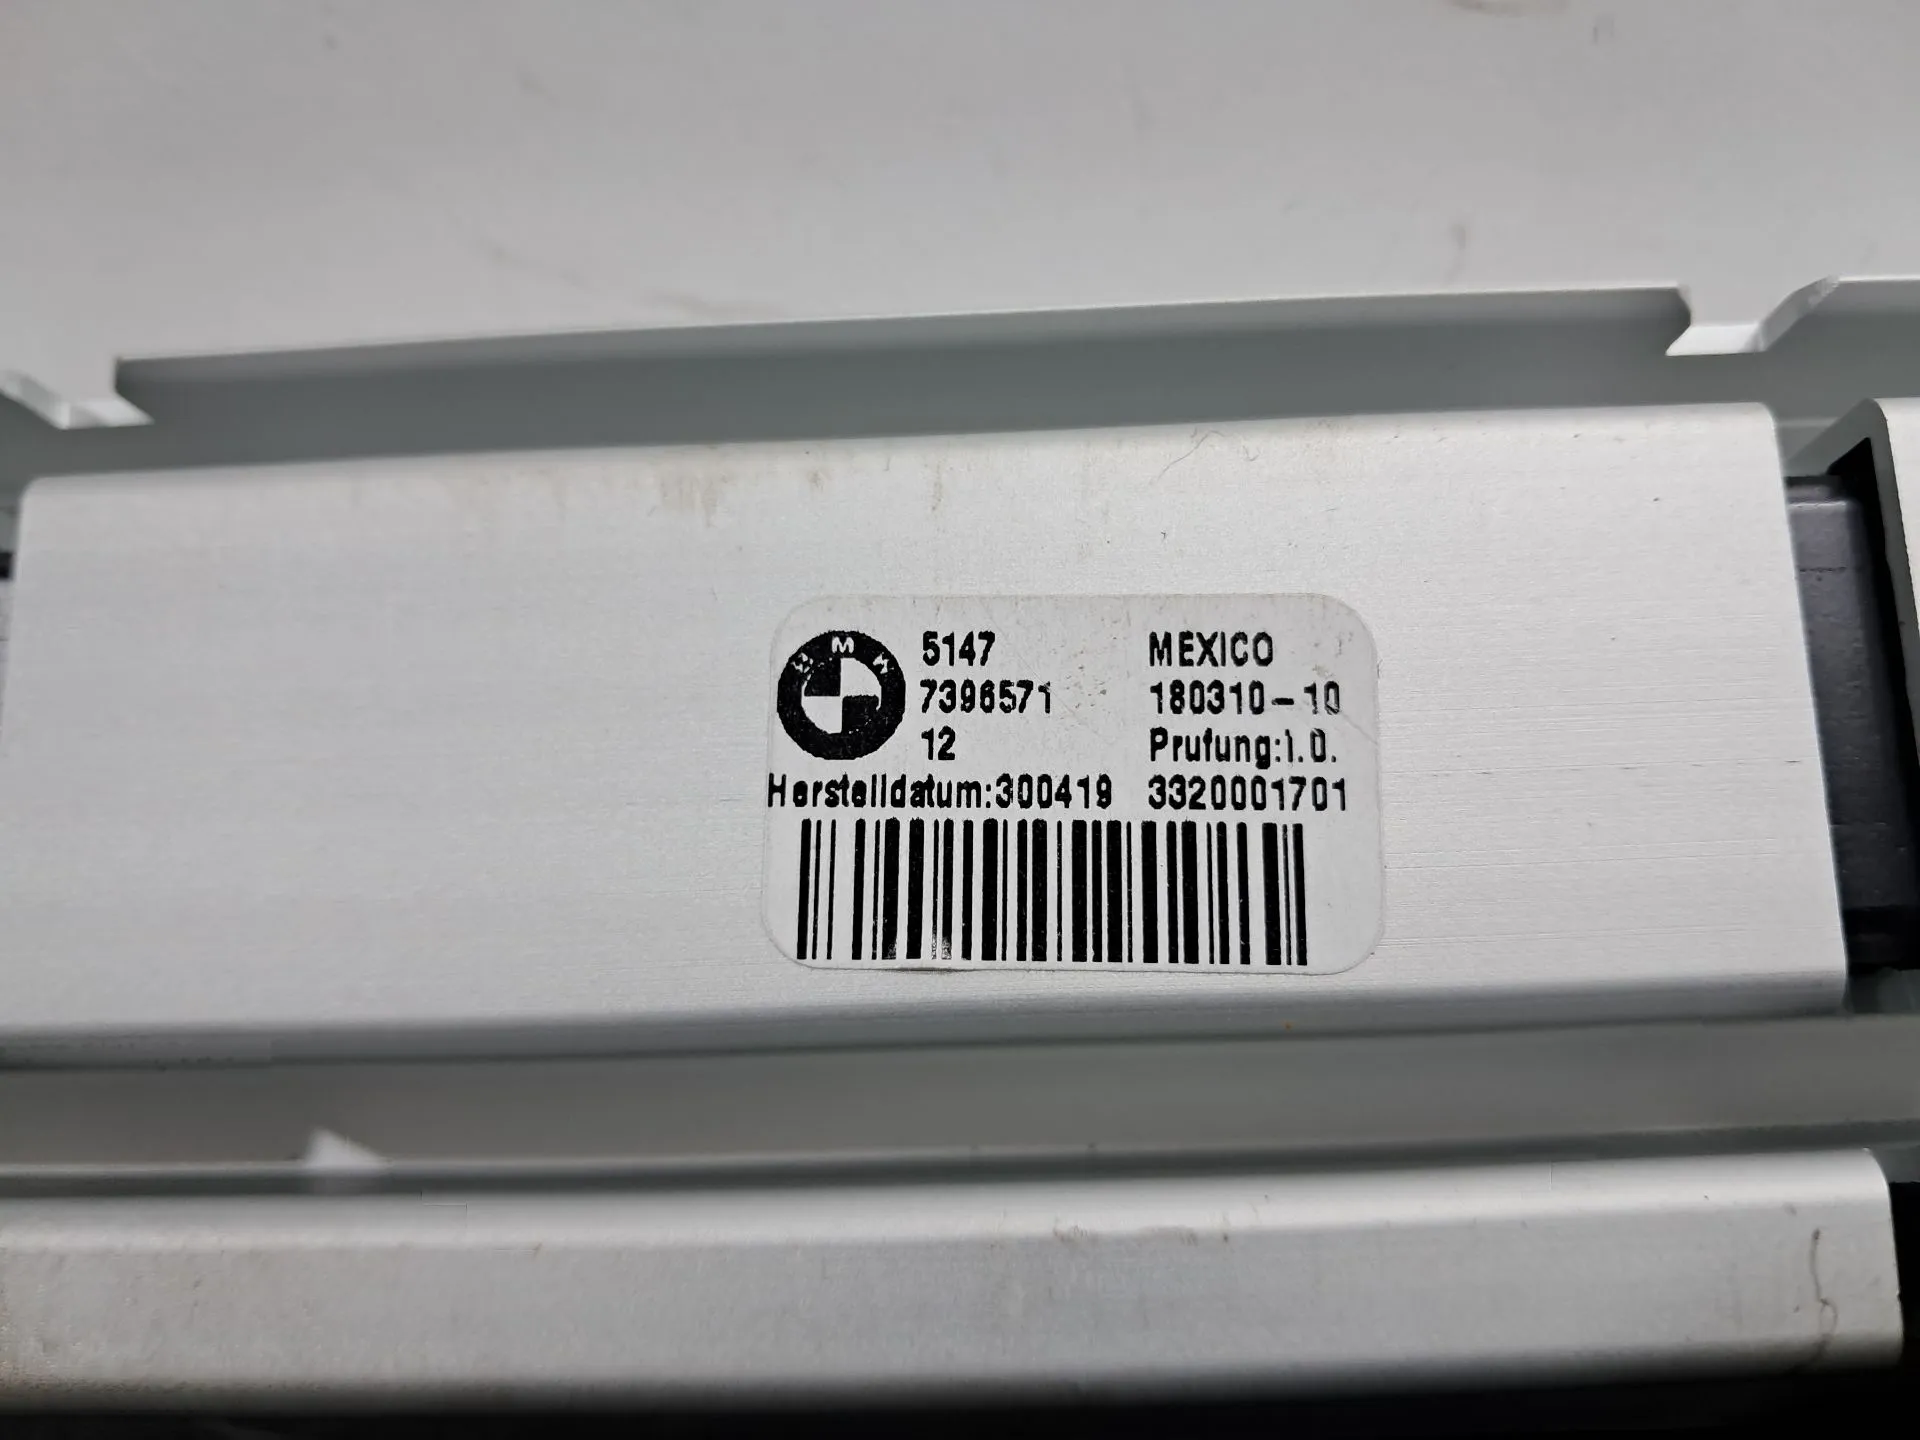 BMW
5147 MEXICO
7396571 180310-10
12 Prufung:i.O.
Herstelldatum:300419 3320001701